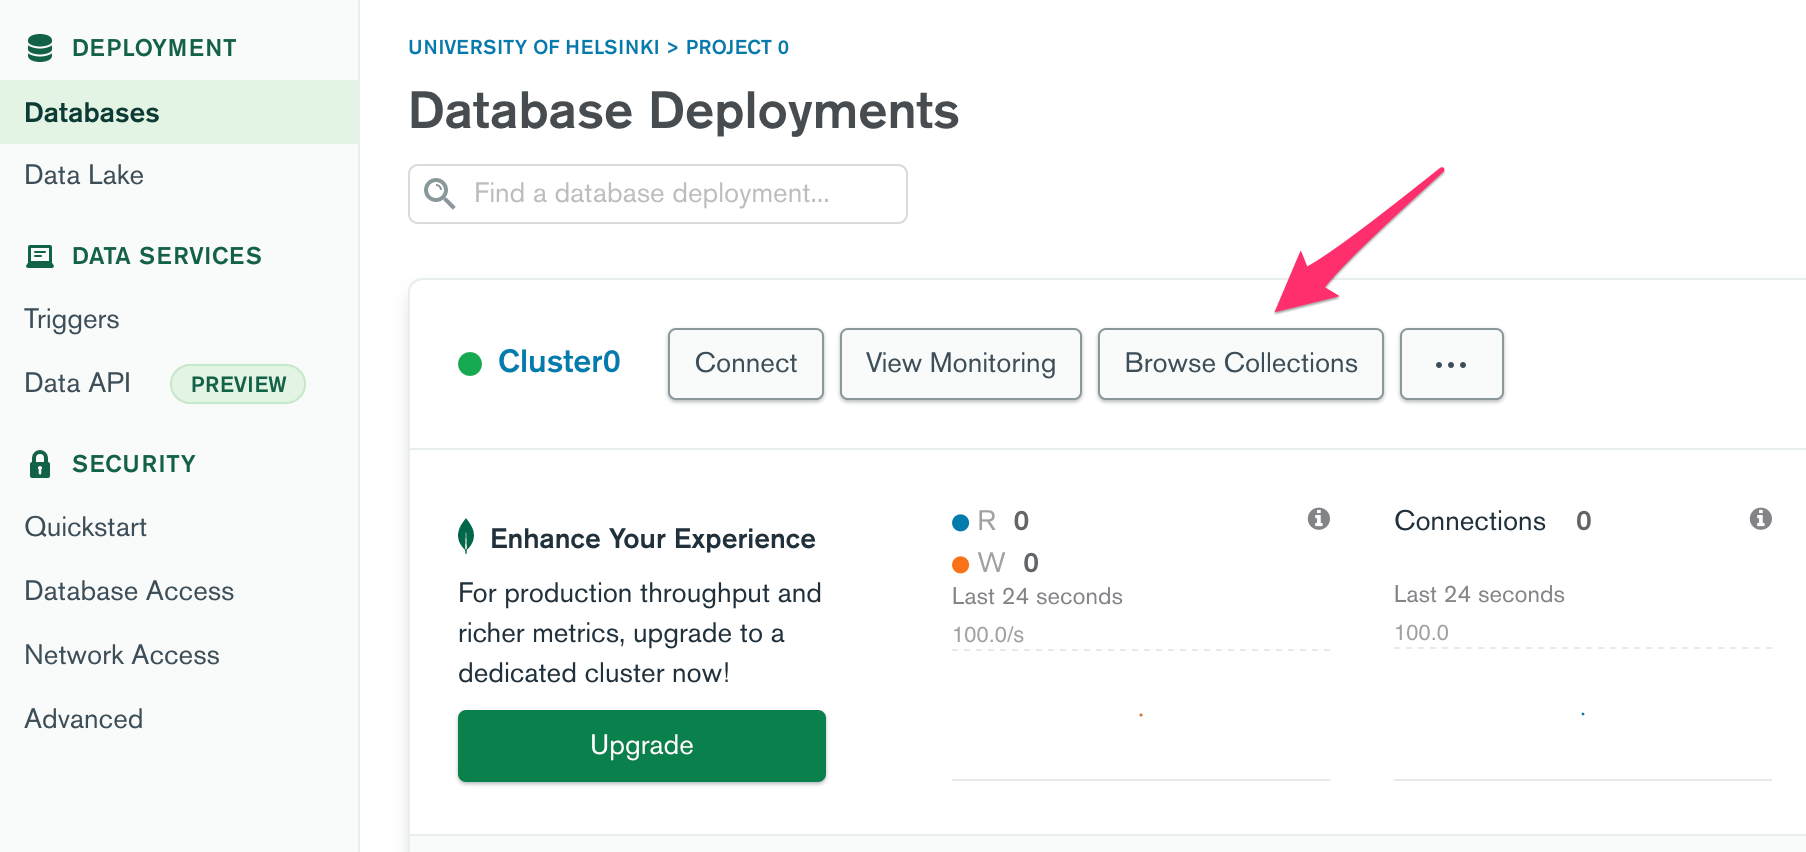 DEPLOYMENT
Databases
Data Lake
DATA SERVICES
Triggers
Data API PREVIEW
SECURITY
Quickstart
Database Access
Network Access
Advanced
UNIVERSITY OF HELSINKI > PROJECT 0
Database Deployments
Find a database deployment...
Cluster0 Connect View Monitoring Browse Collections ...
Enhance Your Experience
For production throughput and
richer metrics, upgrade to a
dedicated cluster now!
Upgrade
R 0
W 0
Last 24 seconds
100.0/s
Connections 0
Last 24 seconds
100.0